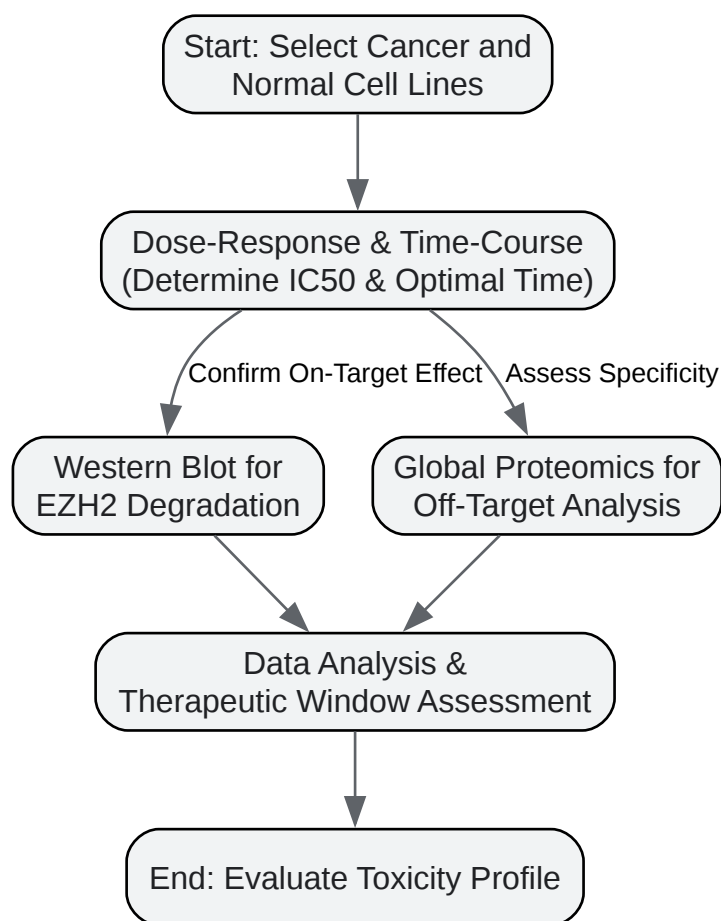 Start: Select Cancer and
Normal Cell Lines
Dose-Response & Time-Course
(Determine IC50 & Optimal Time)
Confirm On-Target Effect
Assess Specificity
Western Blot for
EZH2 Degradation
Global Proteomics for
Off-Target Analysis
Data Analysis &
Therapeutic Window Assessment
End: Evaluate Toxicity Profile